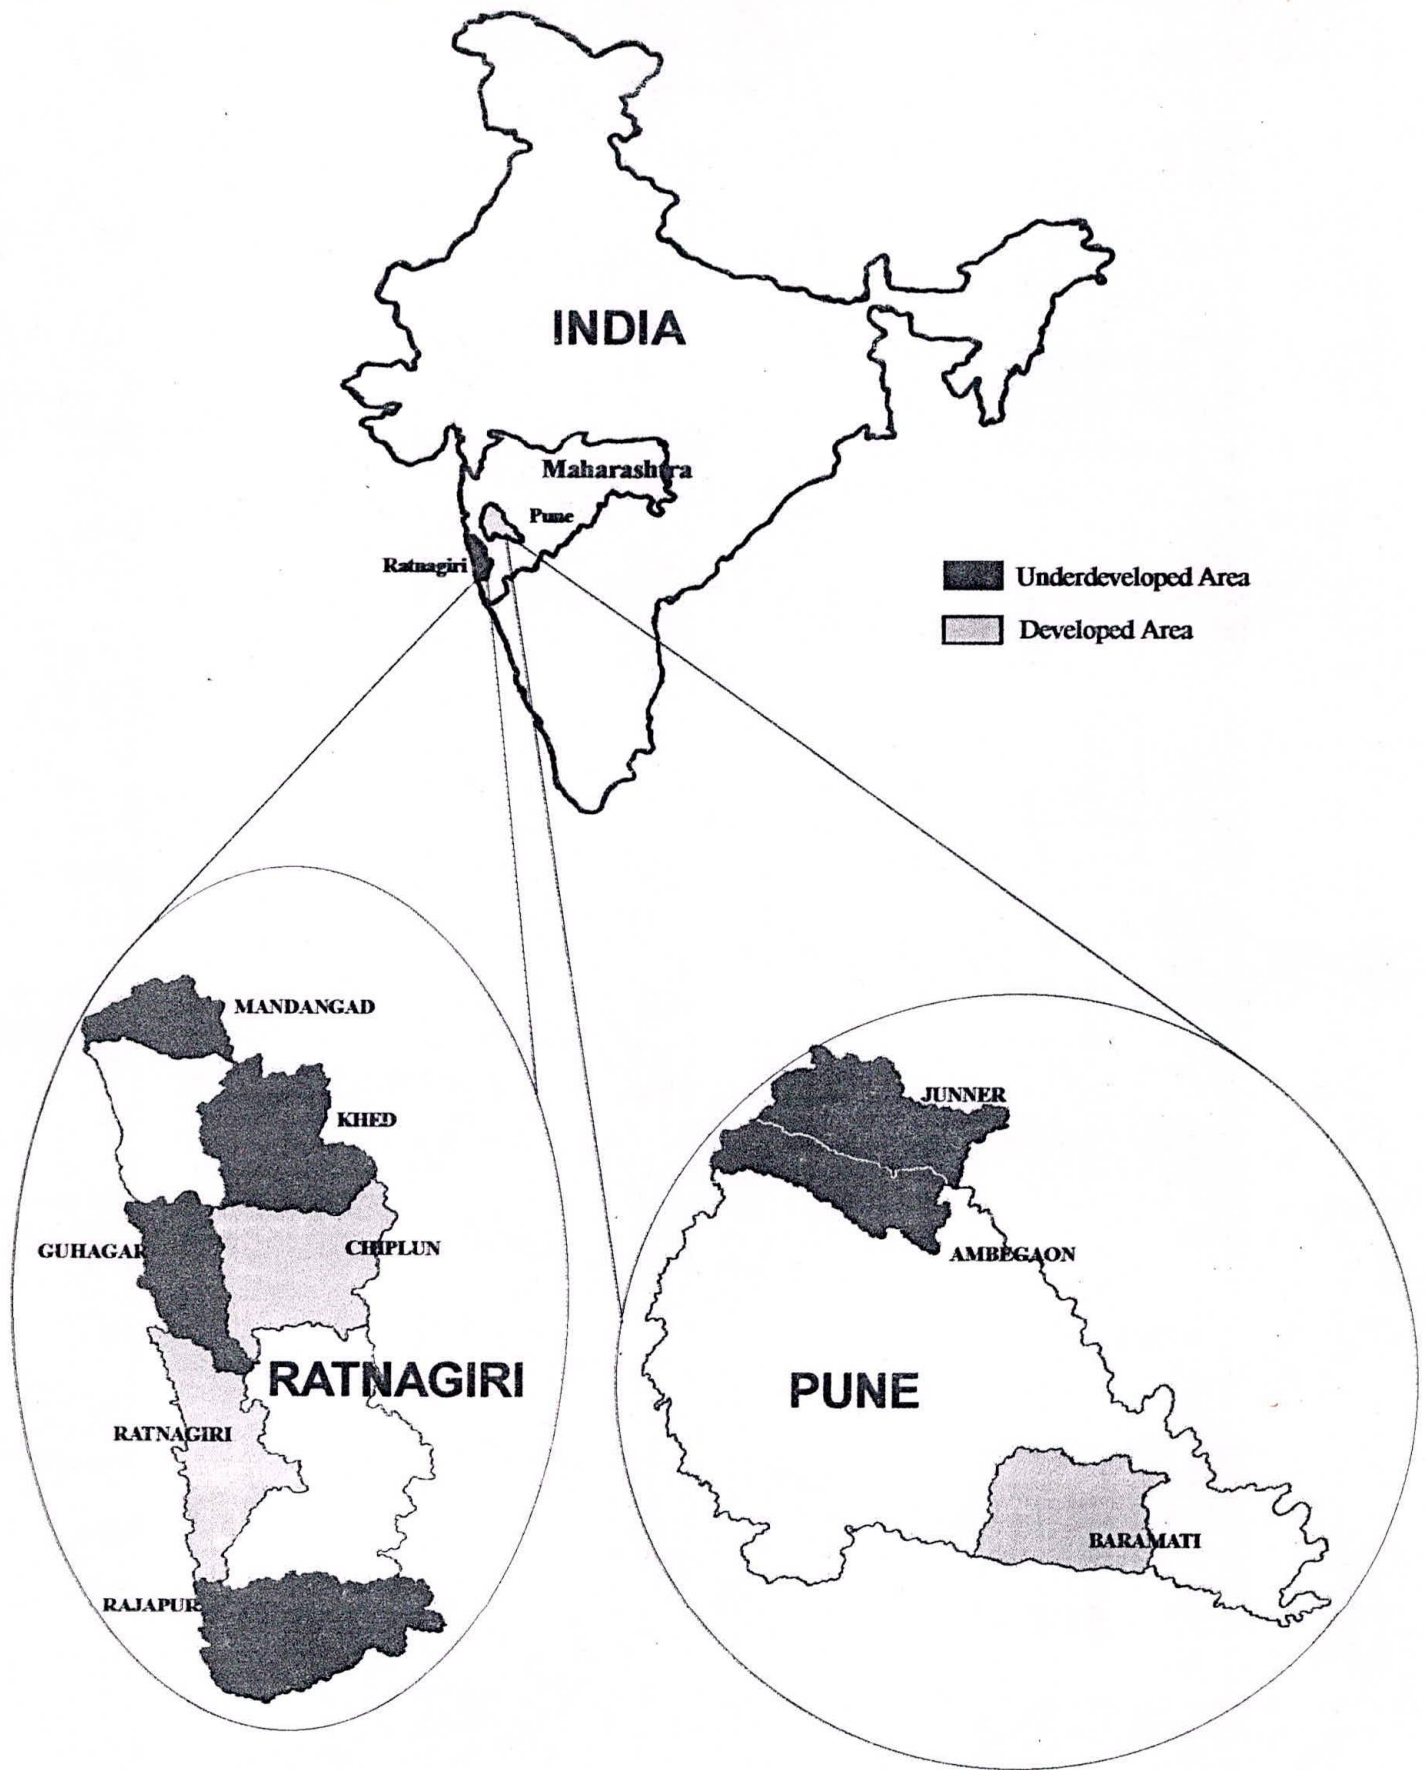 INDIA
Maharashtra
Pune
Ratnagiri
Underdeveloped Area
Developed Area
MANDANGAD
KHED
GUHAGAR
CHIPLUN
RATNAGIRI
RATNAGIRI
RAJAPUR
JUNNER
AMBEGAON
PUNE
BARAMATI